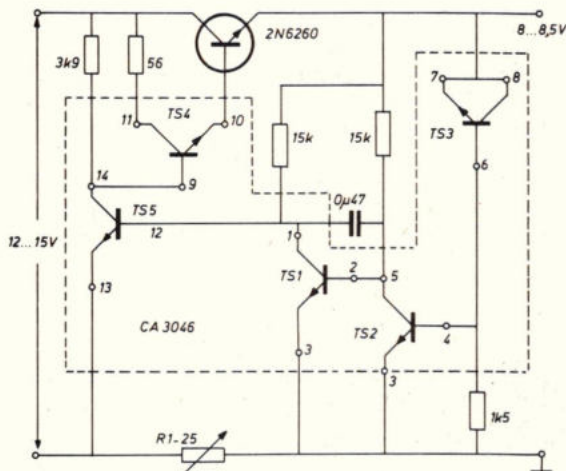 2N6260
8...8,5V
3k9
56
7
8
TS4
11
10
15k
15k
TS3
14
9
6
0µ47
12...15V
TS5
12
1
2
5
TS1
13
TS2
4
CA 3046
3
3
1k5
R1-25